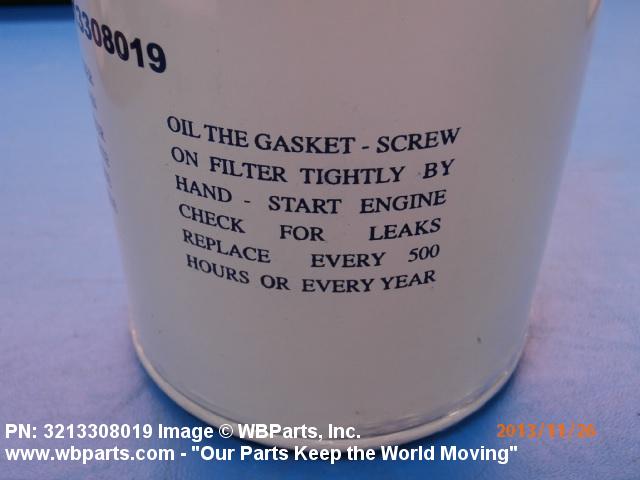 3308019
OIL THE GASKET - SCREW
ON FILTER TIGHTLY BY
HAND - START ENGINE
CHECK FOR LEAKS
REPLACE EVERY 500
HOURS OR EVERY YEAR
PN: 3213308019 Image © WBParts, Inc.
2013/11/26
www.wbparts.com - "Our Parts Keep the World Moving"